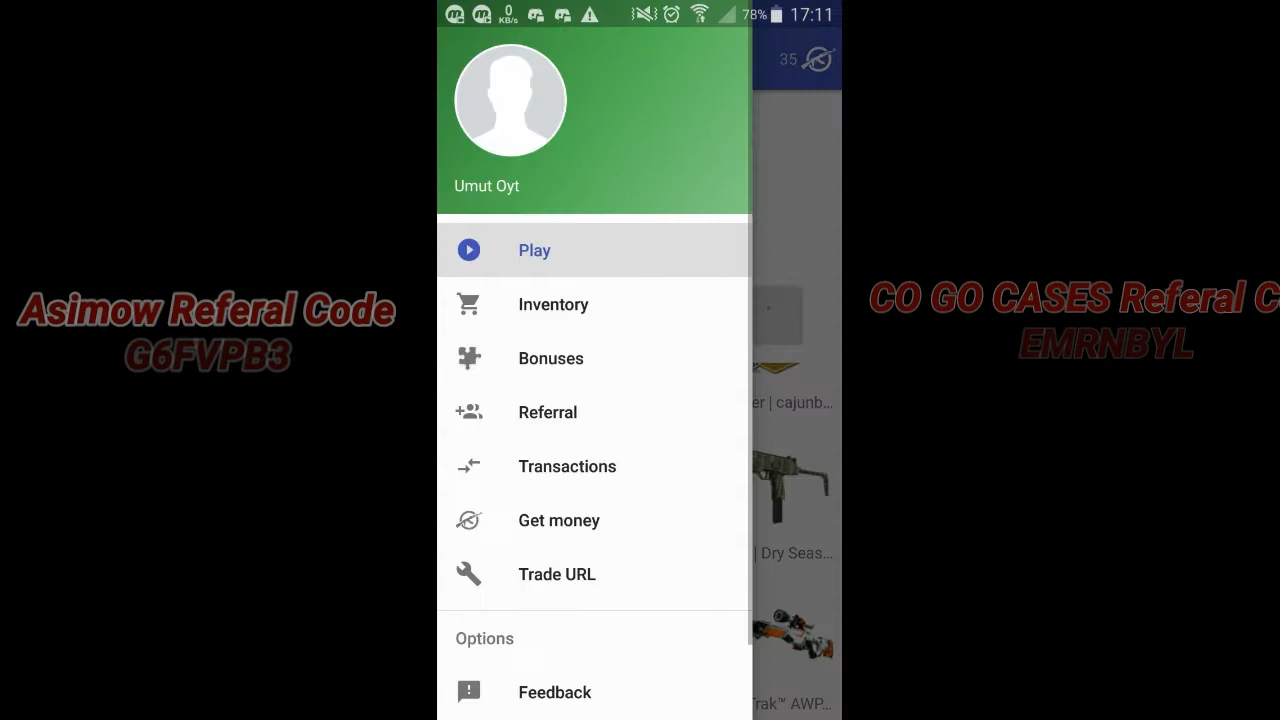 0
KB/s
78%
17:11
35
Umut Oyt
Play
Inventory
Bonuses
Referral
Transactions
Get money
Trade URL
Options
Feedback
er | cajunb...
| Dry Seas...
Trak™ AWP...
Asimow Referal Code
G6FVPB3
CO GO CASES Referal C
EMRNBYL